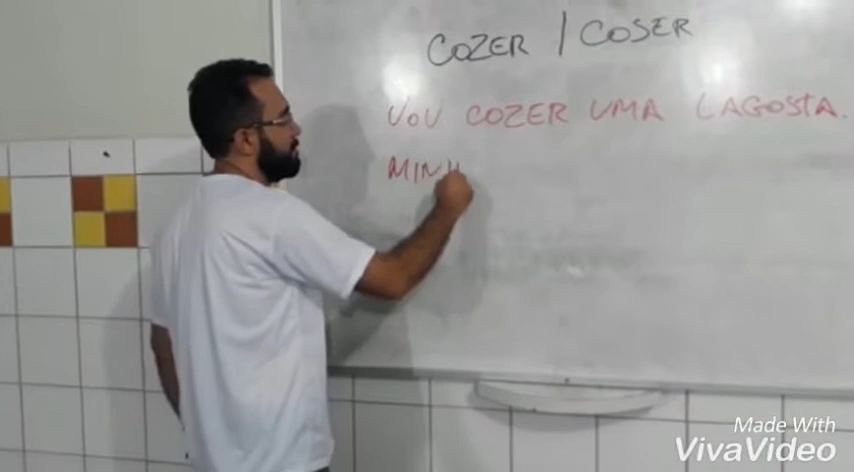 COZER / COSER
VOU COZER UMA LAGOSTA.
MINH
Made With
VivaVideo